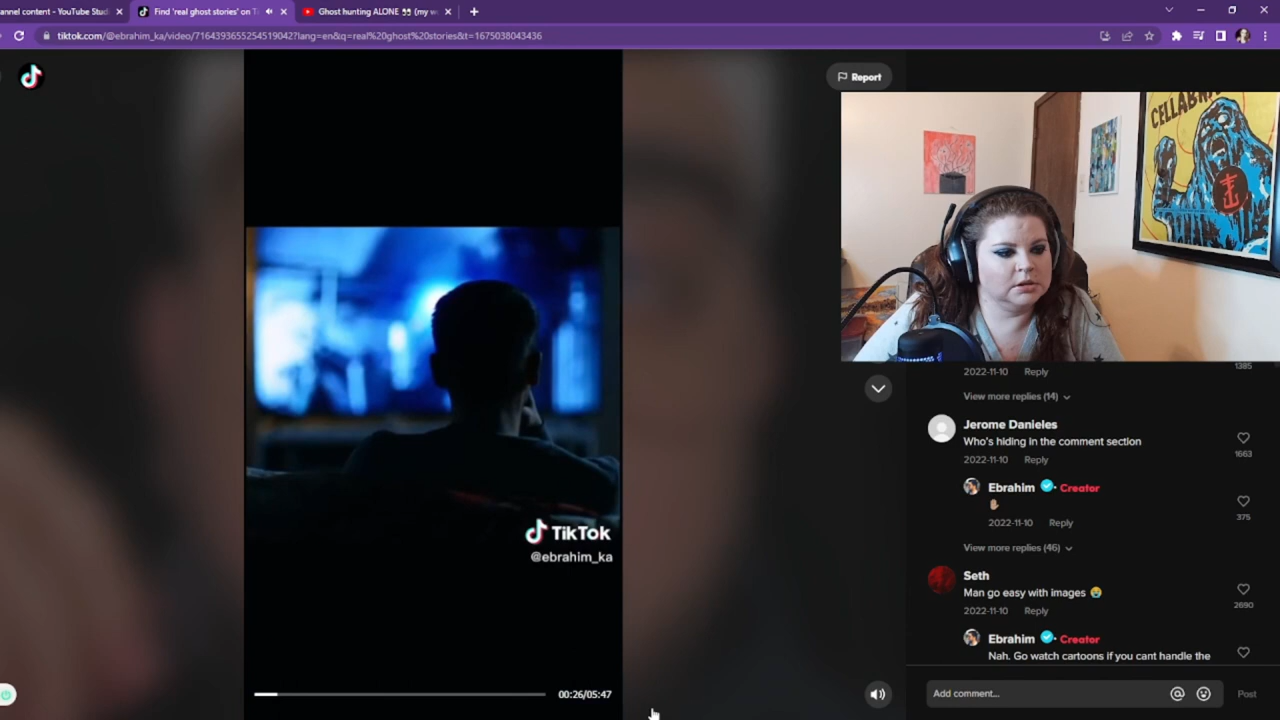 annel content - YouTube Stud
Find 'real ghost stories' on T
Ghost hunting ALONE 👀 (my w
tiktok.com/@ebrahim_ka/video/7164393655254519042?lang=en&q=real%20ghost%20stories&t=1675038043436
Report
CELLABRA
2022-11-10 Reply
1385
View more replies (14)
Jerome Danieles
Who's hiding in the comment section
2022-11-10 Reply
1663
Ebrahim · Creator
✋🏽
2022-11-10 Reply
375
View more replies (46)
Seth
Man go easy with images 😭
2022-11-10 Reply
2690
Ebrahim · Creator
Nah. Go watch cartoons if you cant handle the
TikTok
@ebrahim_ka
00:26/05:47
Add comment...
Post